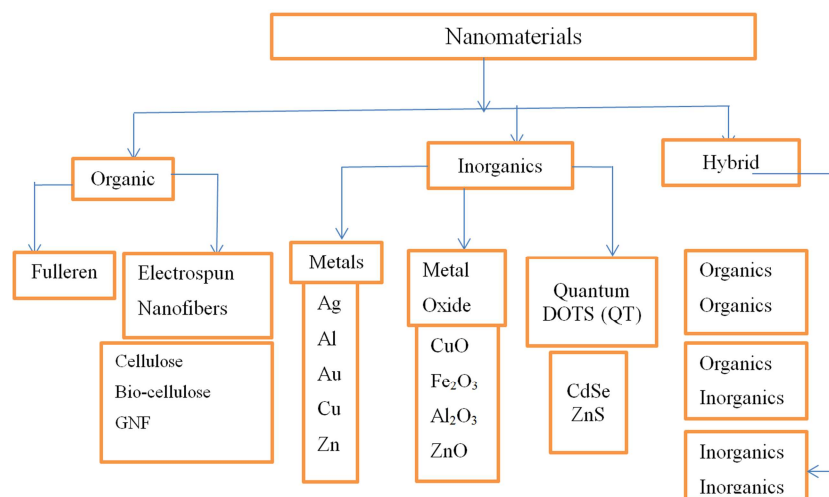 Nanomaterials
Organic
Inorganics
Hybrid
Fulleren
Electrospun
Nanofibers
Cellulose
Bio-cellulose
GNF
Metals
Ag
Al
Au
Cu
Zn
Metal
Oxide
CuO
Fe₂O₃
Al₂O₃
ZnO
Quantum
DOTS (QT)
CdSe
ZnS
Organics
Organics
Organics
Inorganics
Inorganics
Inorganics